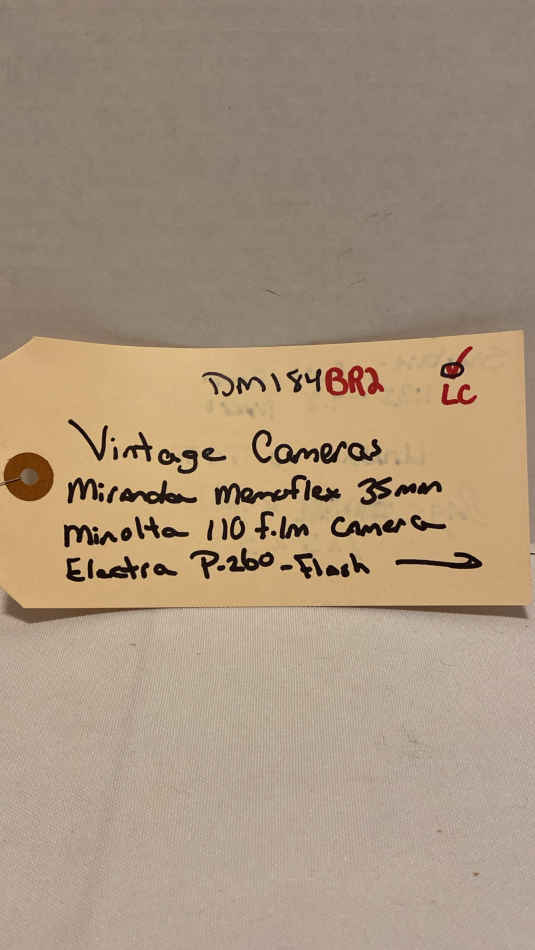 DM184BR2
LC
Vintage Cameras
Miranda Memoflex 35mm
Minolta 110 film camera
Electra P-260-Flash →